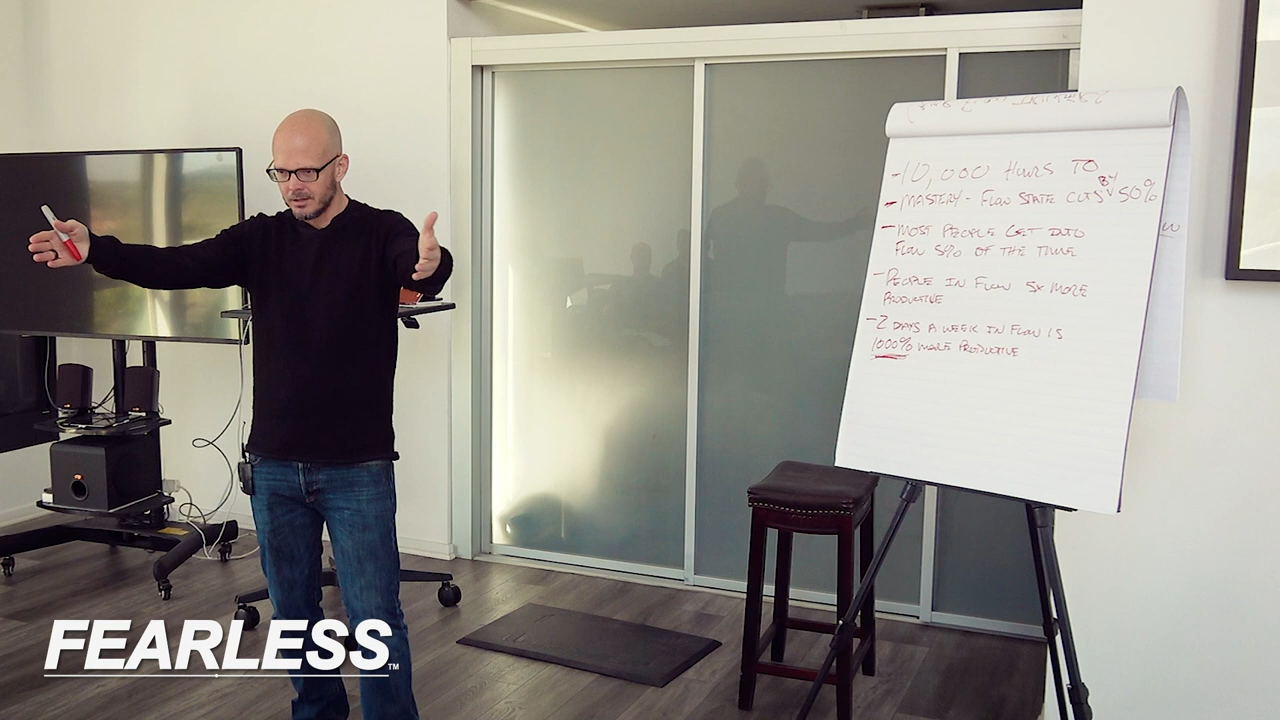 - 10,000 HOURS TO
- MASTERY - FLOW STATE CUTS BY 50%
- MOST PEOPLE GET INTO
FLOW 5% OF THE TIME
- PEOPLE IN FLOW 5X MORE
PRODUCTIVE
- 2 DAYS A WEEK IN FLOW IS
1000% MORE PRODUCTIVE
FEARLESS™